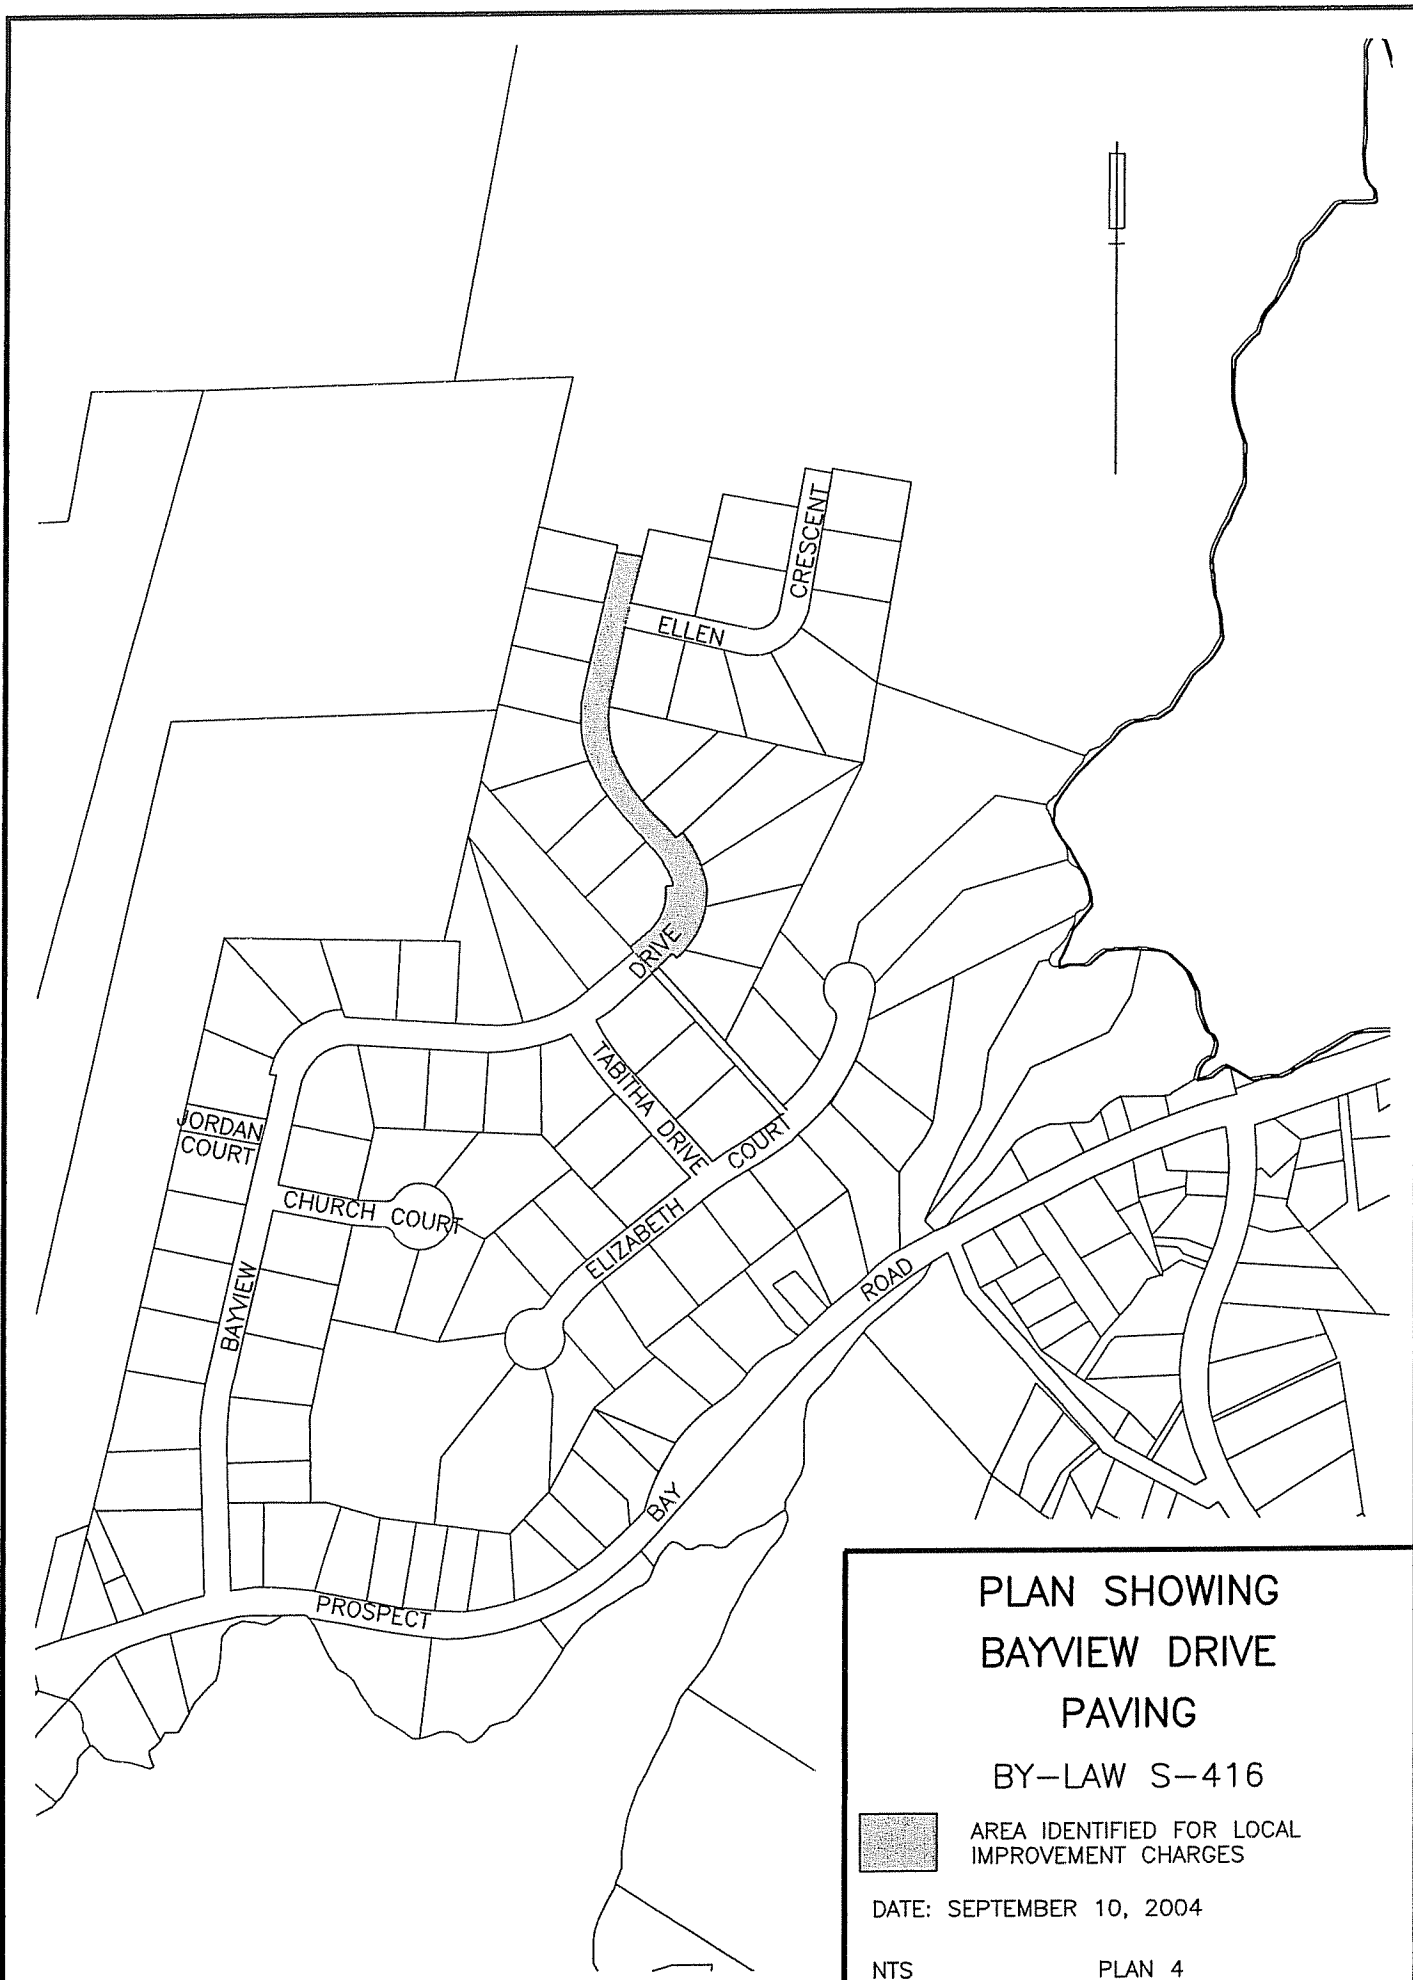 CRESCENT
ELLEN
DRIVE
TABITHA DRIVE
JORDAN
COURT
COURT
CHURCH COURT
ELIZABETH
BAYVIEW
ROAD
BAY
PROSPECT
PLAN SHOWING
BAYVIEW DRIVE
PAVING
BY-LAW S-416
AREA IDENTIFIED FOR LOCAL
IMPROVEMENT CHARGES
DATE: SEPTEMBER 10, 2004
NTS PLAN 4